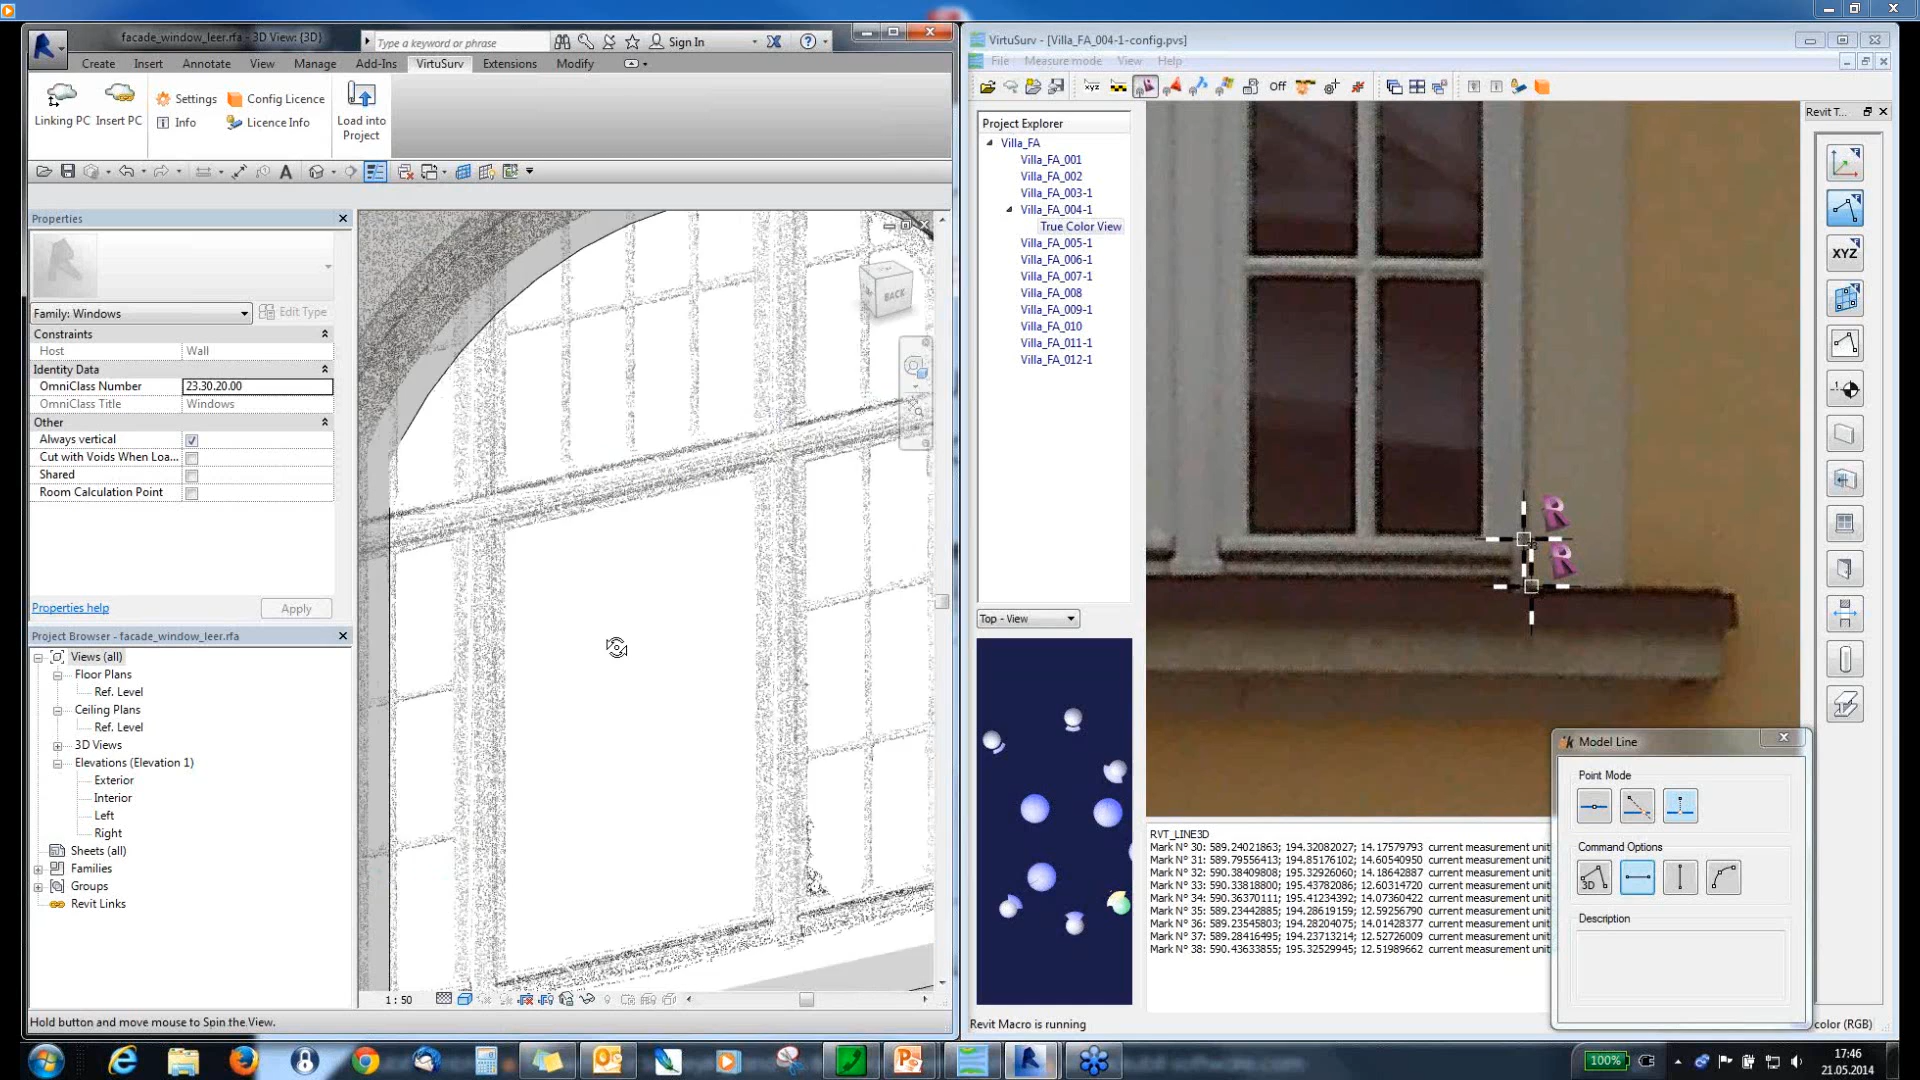 facade_window_leer.rfa - 3D View: {3D}
Type a keyword or phrase
Sign In
Create Insert Annotate View Manage Add-Ins VirtuSurv Extensions Modify
Linking PC
Insert PC
Settings
Info
Config Licence
Licence Info
Load into
Project
Properties
Family: Windows
Edit Type
Constraints
Host Wall
Identity Data
OmniClass Number 23.30.20.00
OmniClass Title Windows
Other
Always vertical
Cut with Voids When Loa...
Shared
Room Calculation Point
Properties help
Apply
Project Browser - facade_window_leer.rfa
Views (all)
Floor Plans
Ref. Level
Ceiling Plans
Ref. Level
3D Views
Elevations (Elevation 1)
Exterior
Interior
Left
Right
Sheets (all)
Families
Groups
Revit Links
BACK
1 : 50
Hold button and move mouse to Spin the View.
VirtuSurv - [Villa_FA_004-1-config.pvs]
File Measure mode View Help
xyz
Off
Project Explorer
Villa_FA
Villa_FA_001
Villa_FA_002
Villa_FA_003-1
Villa_FA_004-1
True Color View
Villa_FA_005-1
Villa_FA_006-1
Villa_FA_007-1
Villa_FA_008
Villa_FA_009-1
Villa_FA_010
Villa_FA_011-1
Villa_FA_012-1
Top - View
Revit T...
XYZ
RVT_LINE3D
Mark N° 30: 589.24021863; 194.32082027; 14.17579793 current measurement unit
Mark N° 31: 589.79556413; 194.85176102; 14.60540950 current measurement unit
Mark N° 32: 590.38409808; 195.32926060; 14.18642887 current measurement unit
Mark N° 33: 590.33818800; 195.43782086; 12.60314720 current measurement unit
Mark N° 34: 590.36370111; 195.41234392; 14.07360422 current measurement unit
Mark N° 35: 589.23442885; 194.28619159; 12.59256790 current measurement unit
Mark N° 36: 589.23545803; 194.28204075; 14.01428377 current measurement unit
Mark N° 37: 589.28416495; 194.23713214; 12.52726009 current measurement unit
Mark N° 38: 590.43633855; 195.32529945; 12.51989662 current measurement unit
Model Line
Point Mode
Command Options
3D
Description
Revit Macro is running
color (RGB)
100%
17:46
21.05.2014